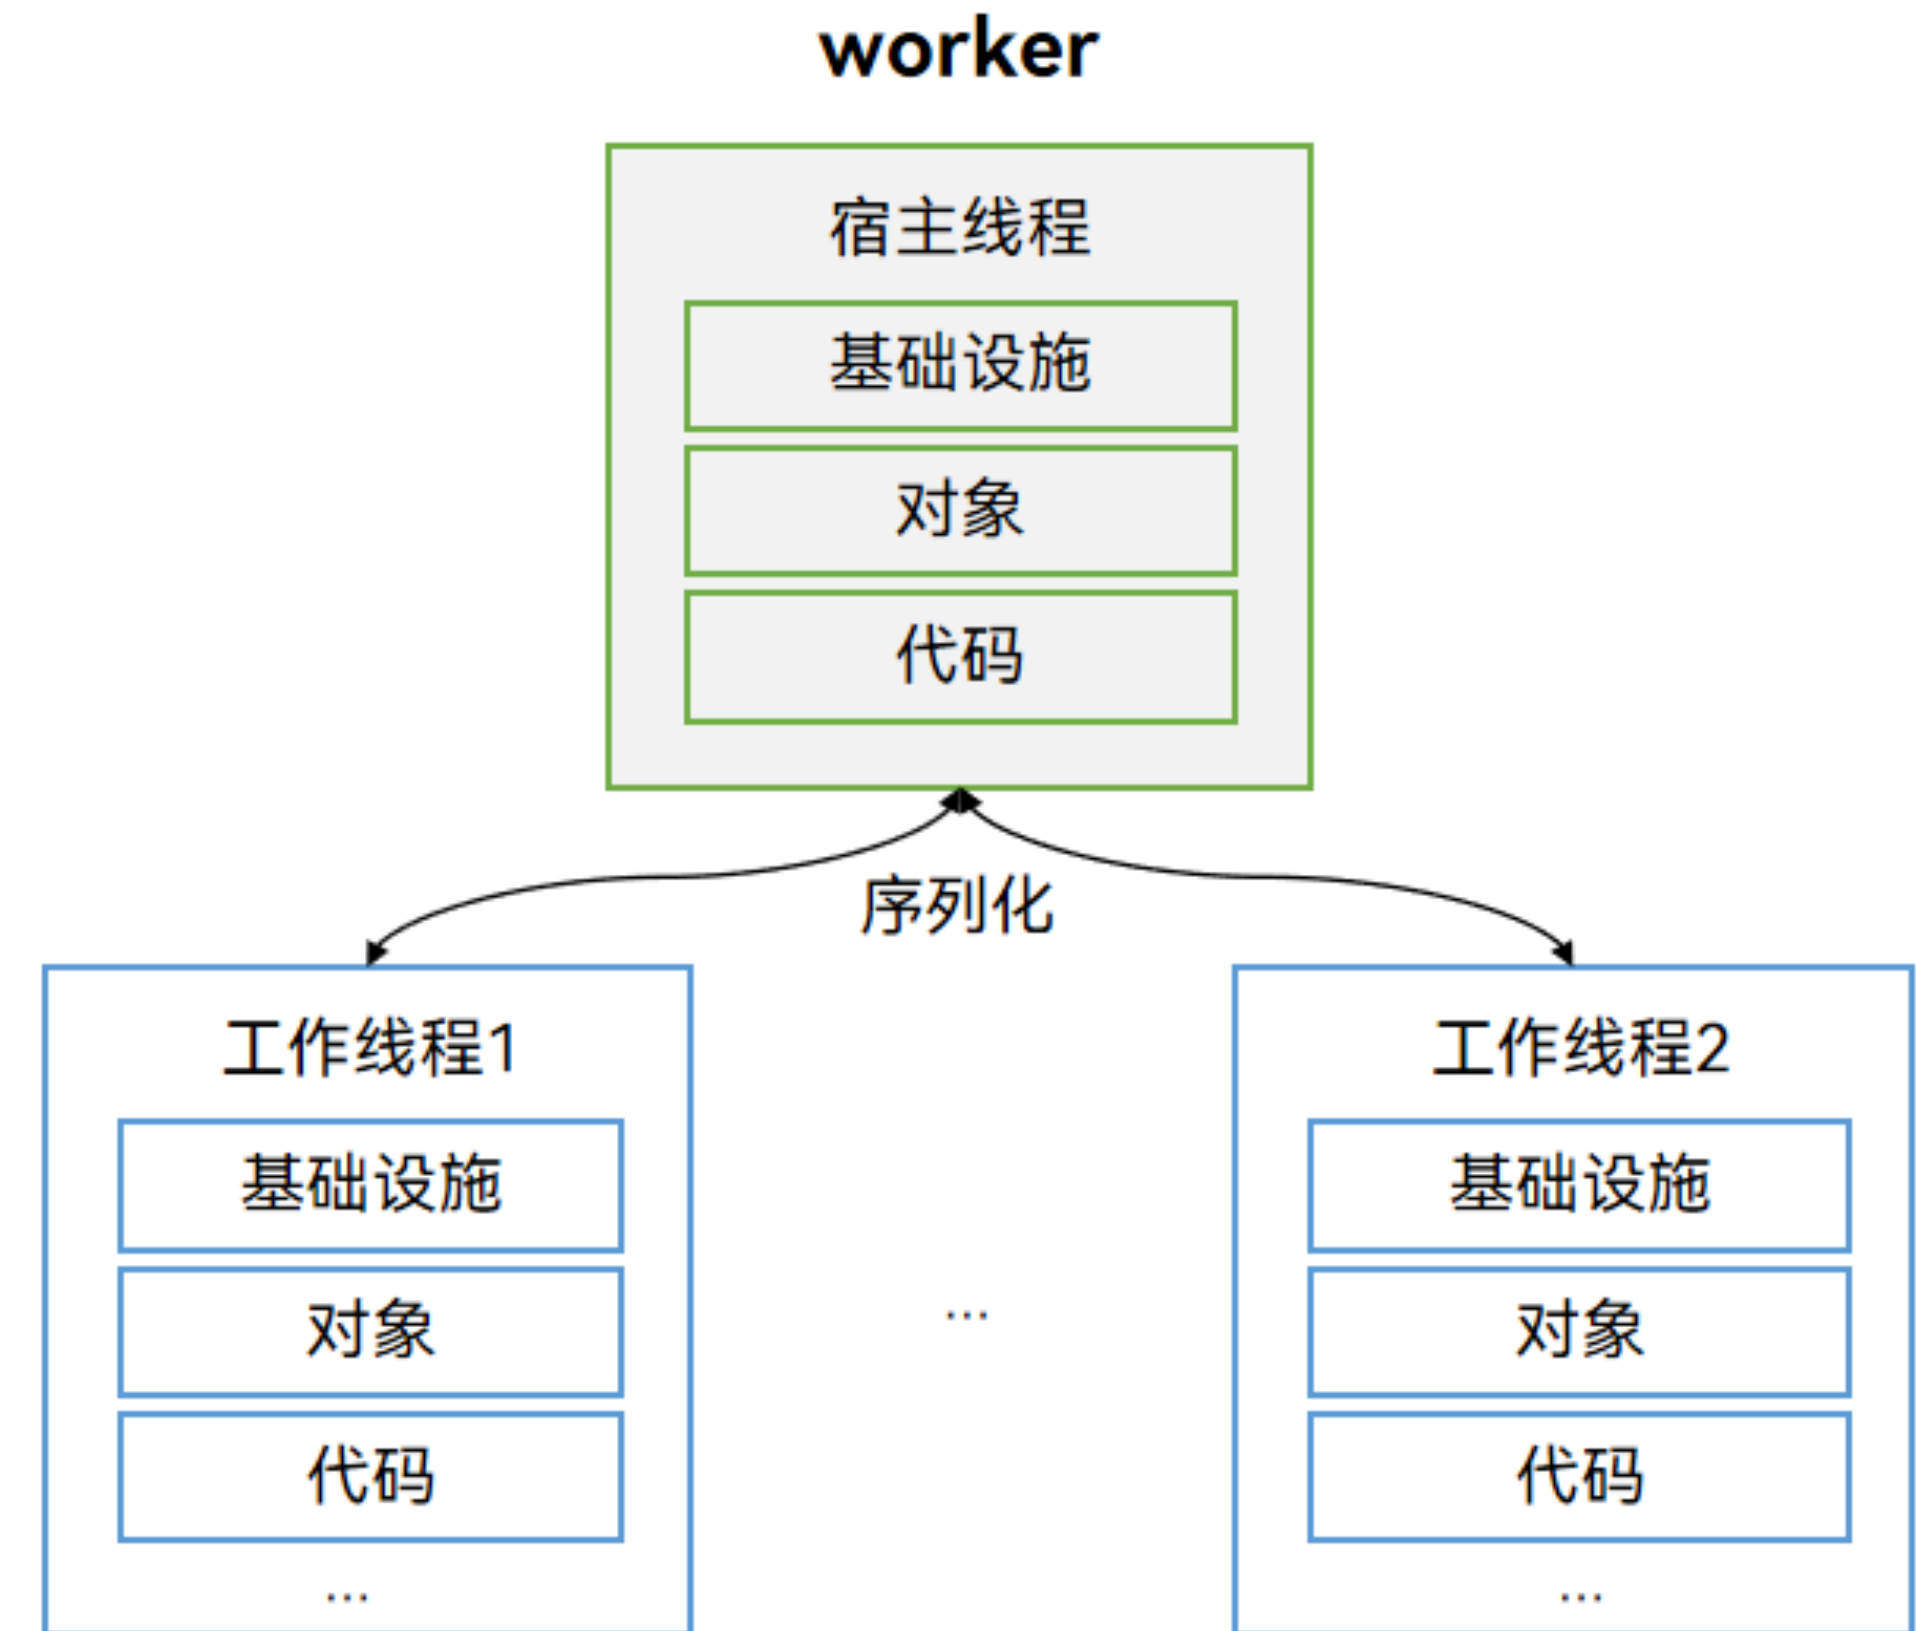 worker
宿主线程
基础设施
对象
代码
序列化
工作线程1
基础设施
对象
代码
...
...
工作线程2
基础设施
对象
代码
...